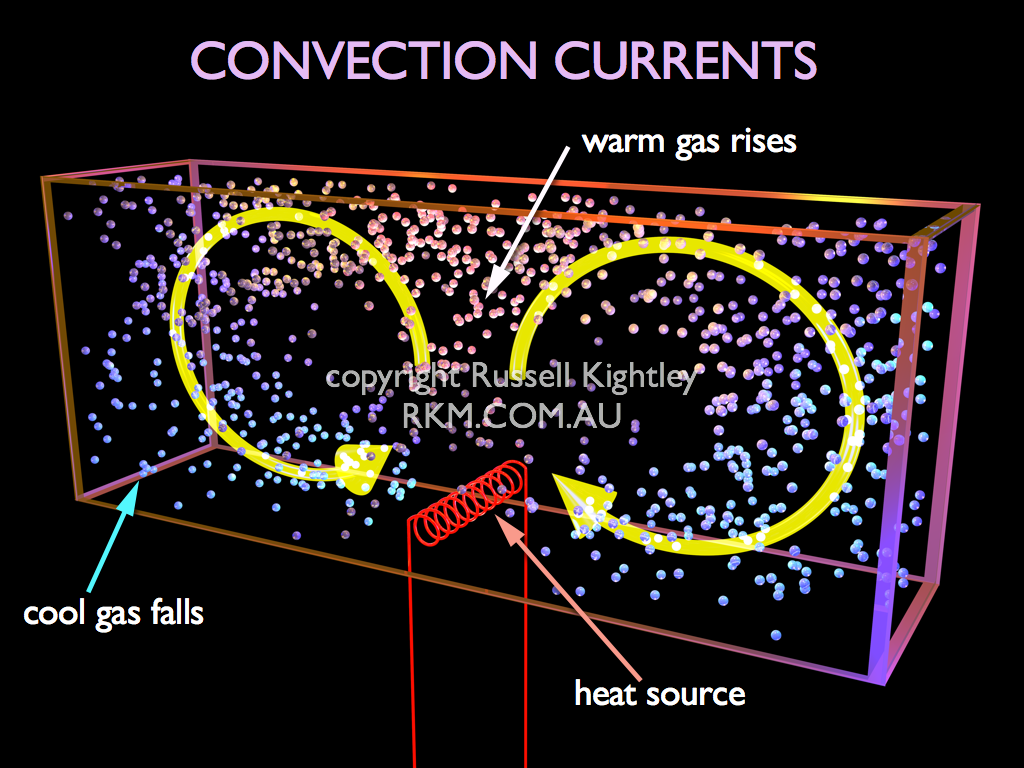 CONVECTION CURRENTS
warm gas rises
copyright Russell Kightley
RKM.COM.AU
cool gas falls
heat source